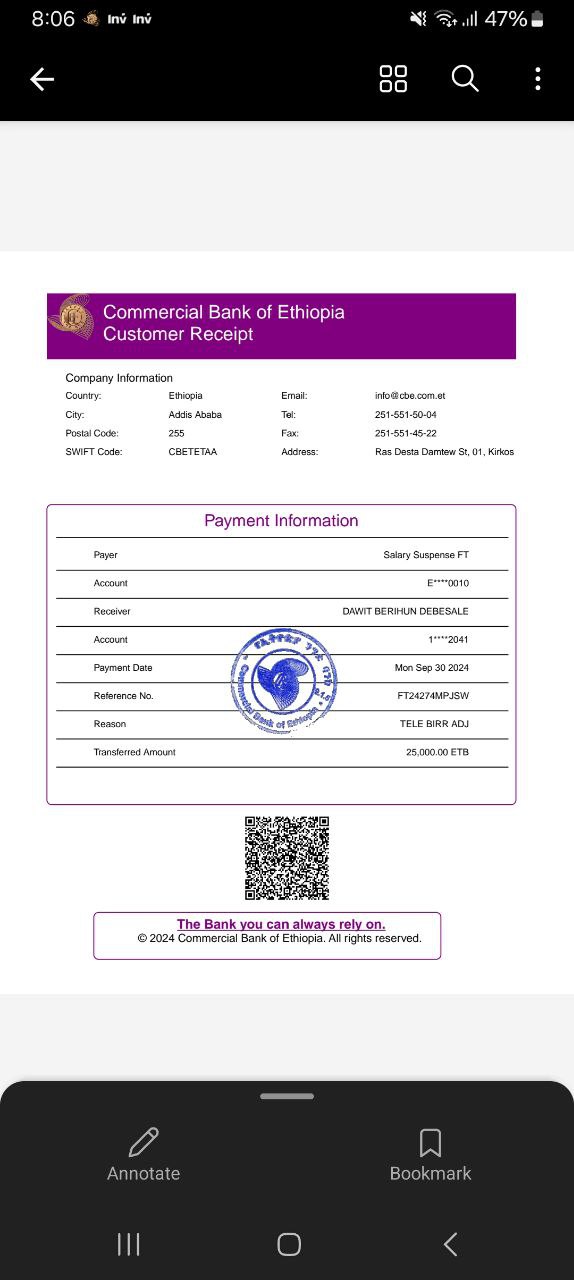 8:06 Inv Inv 47%
Commercial Bank of Ethiopia
Customer Receipt
Company Information
Country: Ethiopia Email: info@cbe.com.et
City: Addis Ababa Tel: 251-551-50-04
Postal Code: 255 Fax: 251-551-45-22
SWIFT Code: CBETETAA Address: Ras Desta Damtew St, 01, Kirkos
Payment Information
Payer Salary Suspense FT
Account E****0010
Receiver DAWIT BERIHUN DEBESALE
Account 1****2041
Payment Date Mon Sep 30 2024
Reference No. FT24274MPJSW
Reason TELE BIRR ADJ
Transferred Amount 25,000.00 ETB
የኢትዮጵያ ንግድ ባንክ
Commercial Bank of Ethiopia
The Bank you can always rely on.
© 2024 Commercial Bank of Ethiopia. All rights reserved.
Annotate Bookmark